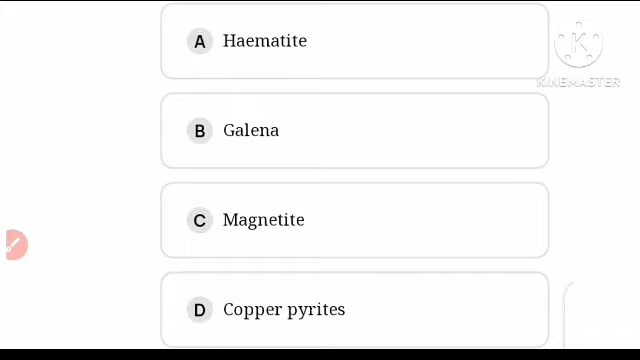 A Haematite
K
KINEMASTER
B Galena
C Magnetite
D Copper pyrites